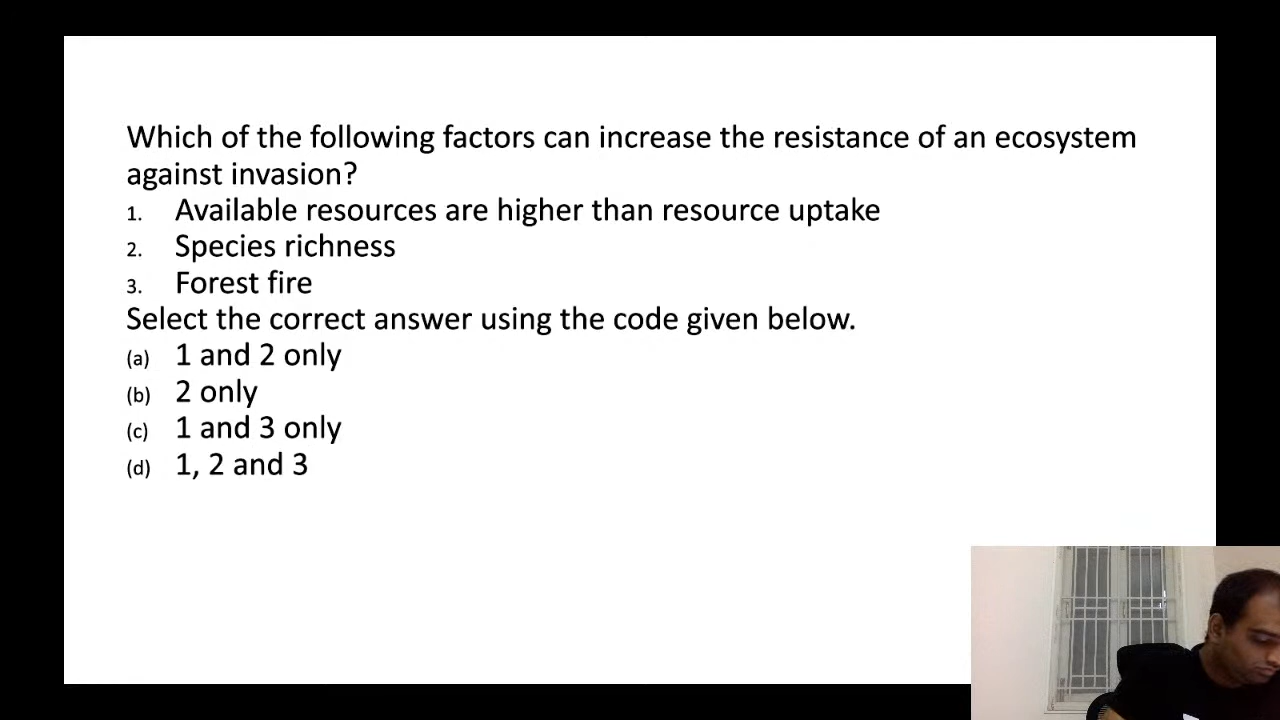 Which of the following factors can increase the resistance of an ecosystem
against invasion?
1. Available resources are higher than resource uptake
2. Species richness
3. Forest fire
Select the correct answer using the code given below.
(a) 1 and 2 only
(b) 2 only
(c) 1 and 3 only
(d) 1, 2 and 3